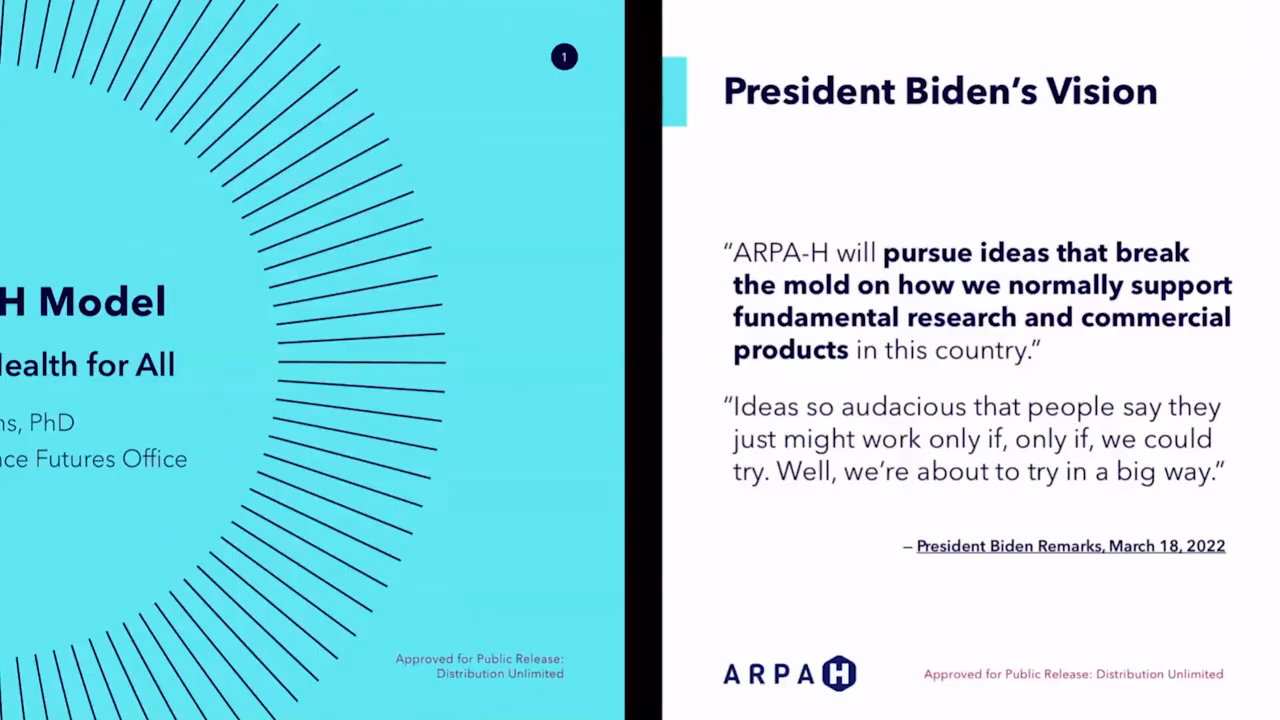 1
H Model
Health for All
ns, PhD
nce Futures Office
Approved for Public Release:
Distribution Unlimited
President Biden’s Vision
“ARPA-H will pursue ideas that break
the mold on how we normally support
fundamental research and commercial
products in this country.”
“Ideas so audacious that people say they
just might work only if, only if, we could
try. Well, we’re about to try in a big way.”
– President Biden Remarks, March 18, 2022
ARPA H
Approved for Public Release: Distribution Unlimited